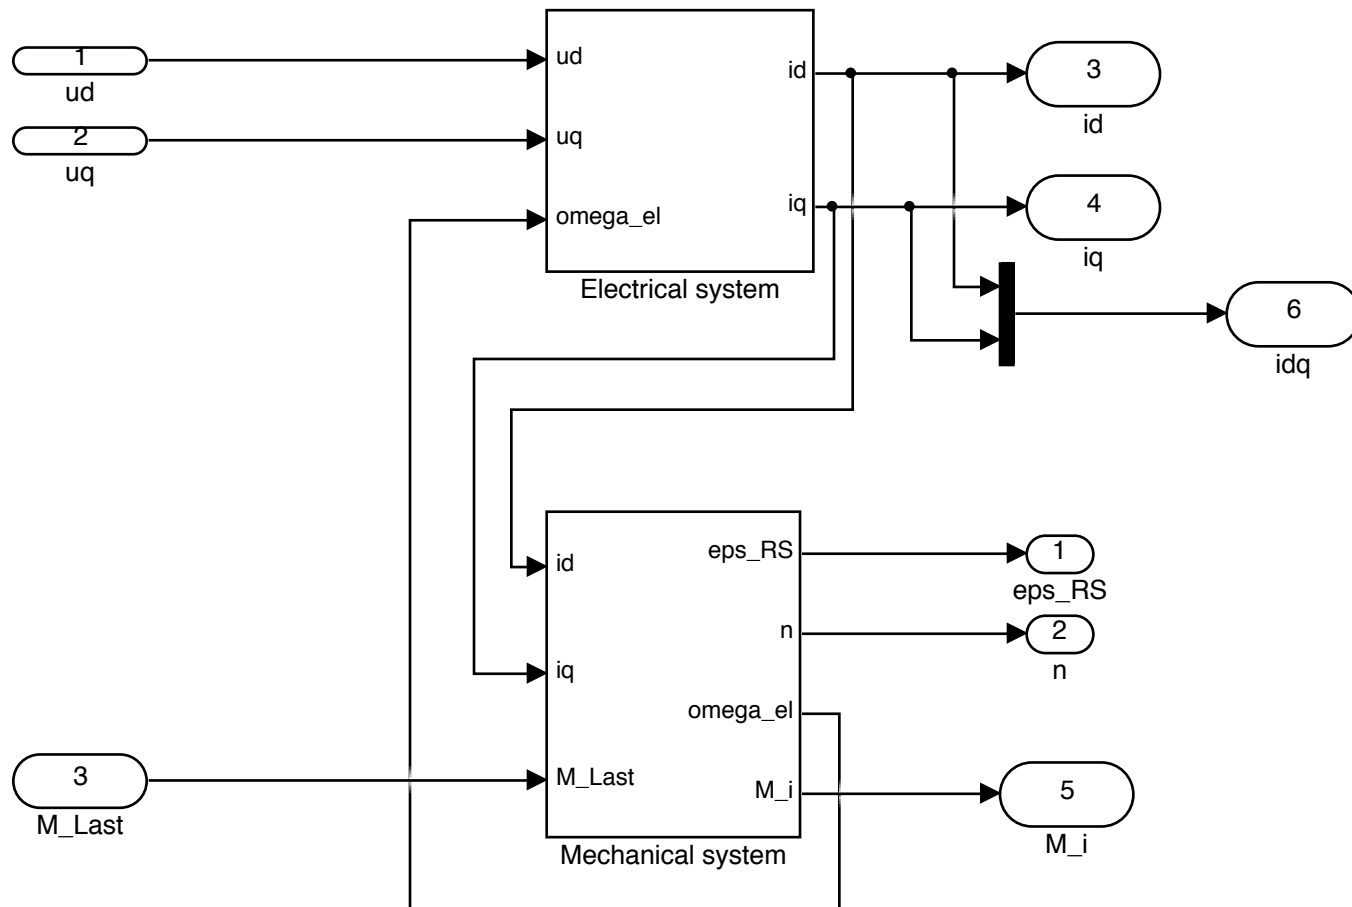 1
ud
2
uq
ud
uq
omega_el
id
iq
Electrical system
3
id
4
iq
6
idq
id
iq
M_Last
eps_RS
n
omega_el
M_i
Mechanical system
1
eps_RS
2
n
3
M_Last
5
M_i